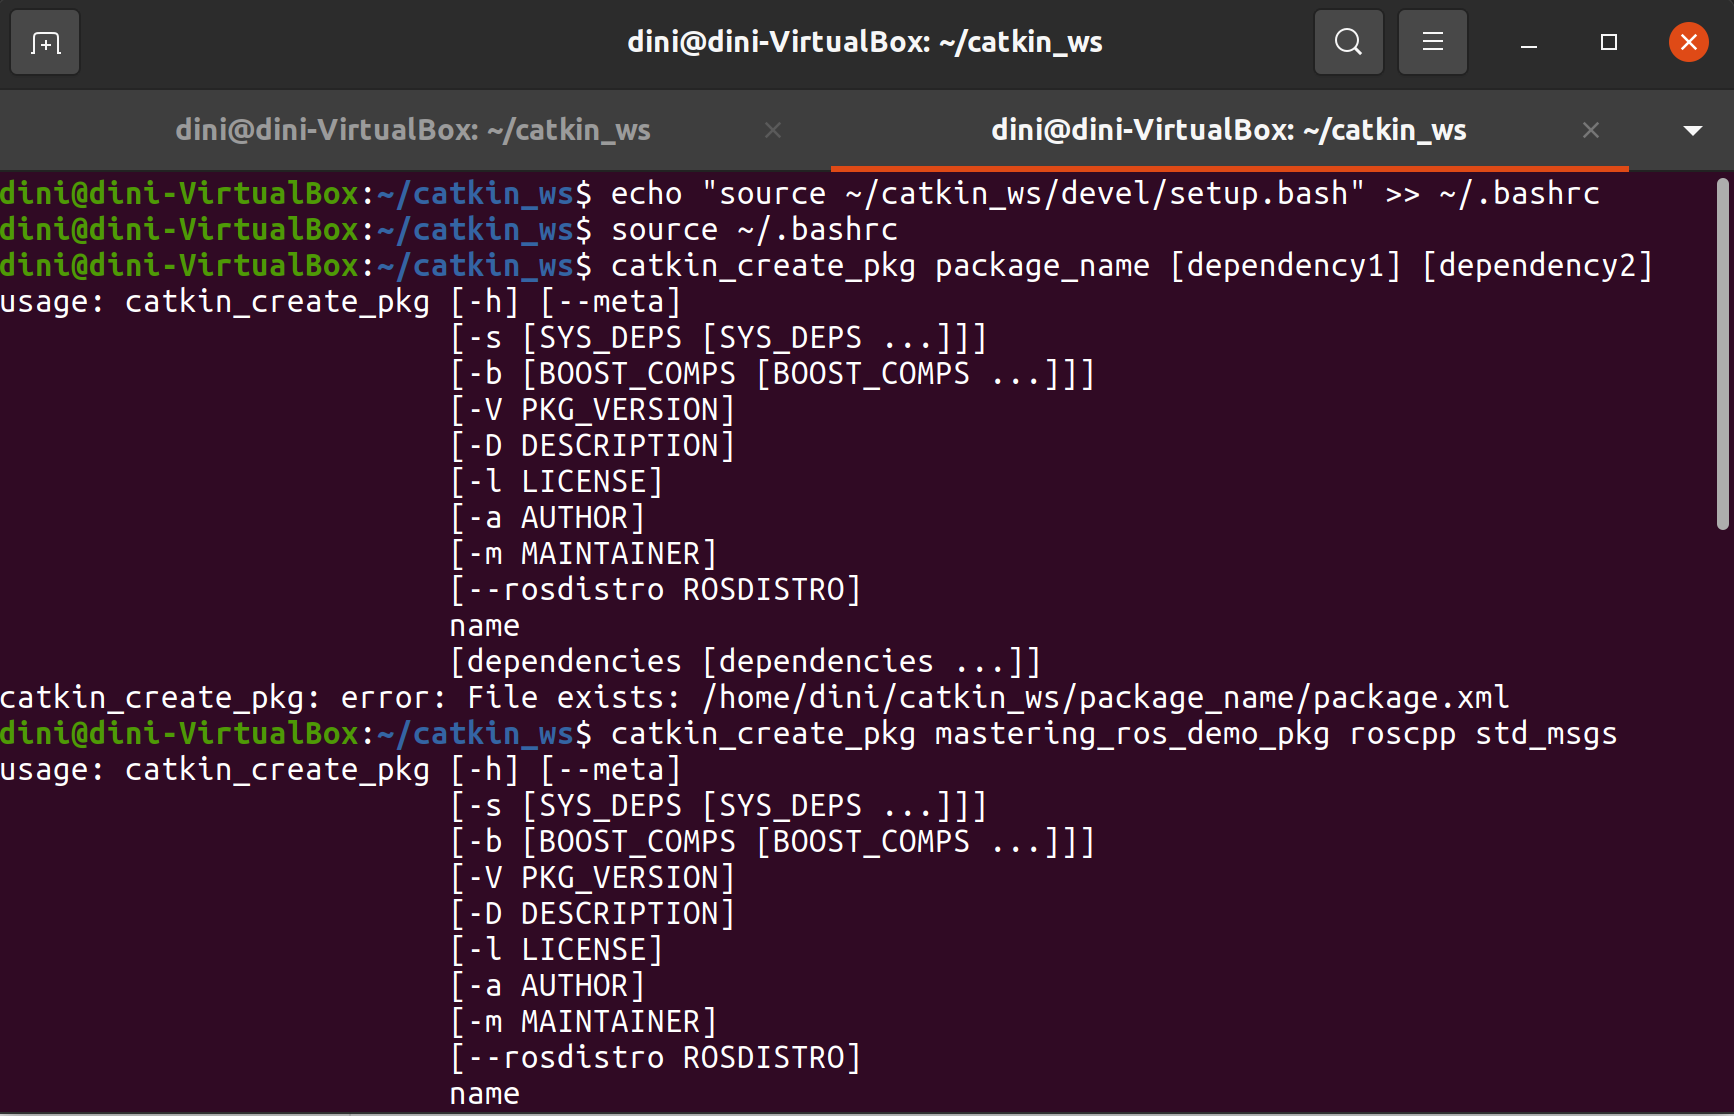 dini@dini-VirtualBox: ~/catkin_ws
dini@dini-VirtualBox: ~/catkin_ws
dini@dini-VirtualBox: ~/catkin_ws
dini@dini-VirtualBox:~/catkin_ws$ echo "source ~/catkin_ws/devel/setup.bash" >> ~/.bashrc
dini@dini-VirtualBox:~/catkin_ws$ source ~/.bashrc
dini@dini-VirtualBox:~/catkin_ws$ catkin_create_pkg package_name [dependency1] [dependency2]
usage: catkin_create_pkg [-h] [--meta]
[-s [SYS_DEPS [SYS_DEPS ...]]]
[-b [BOOST_COMPS [BOOST_COMPS ...]]]
[-V PKG_VERSION]
[-D DESCRIPTION]
[-l LICENSE]
[-a AUTHOR]
[-m MAINTAINER]
[--rosdistro ROSDISTRO]
name
[dependencies [dependencies ...]]
catkin_create_pkg: error: File exists: /home/dini/catkin_ws/package_name/package.xml
dini@dini-VirtualBox:~/catkin_ws$ catkin_create_pkg mastering_ros_demo_pkg roscpp std_msgs
usage: catkin_create_pkg [-h] [--meta]
[-s [SYS_DEPS [SYS_DEPS ...]]]
[-b [BOOST_COMPS [BOOST_COMPS ...]]]
[-V PKG_VERSION]
[-D DESCRIPTION]
[-l LICENSE]
[-a AUTHOR]
[-m MAINTAINER]
[--rosdistro ROSDISTRO]
name